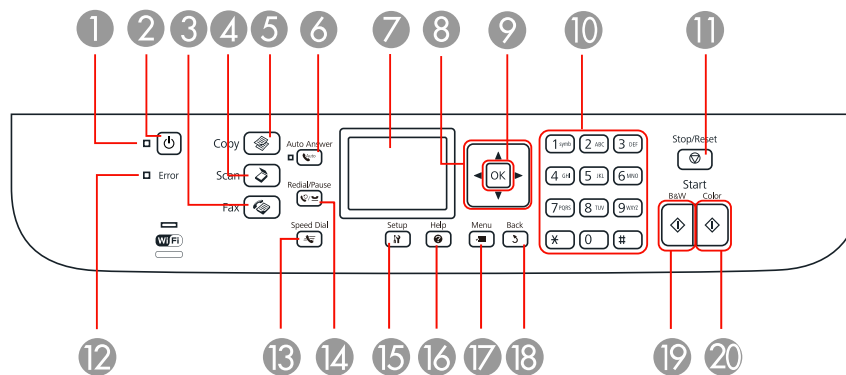 1 2 3 4 5 6 7 8 9 10 11
Copy
Scan
Fax
Error
WiFi
Auto Answer
Auto
Redial/Pause
Speed Dial
Setup Help Menu Back
OK
1 symb 2 ABC 3 DEF
4 GHI 5 JKL 6 MNO
7 PQRS 8 TUV 9 WXYZ
* 0 #
Stop/Reset
Start
B&W Color
12 13 14 15 16 17 18 19 20